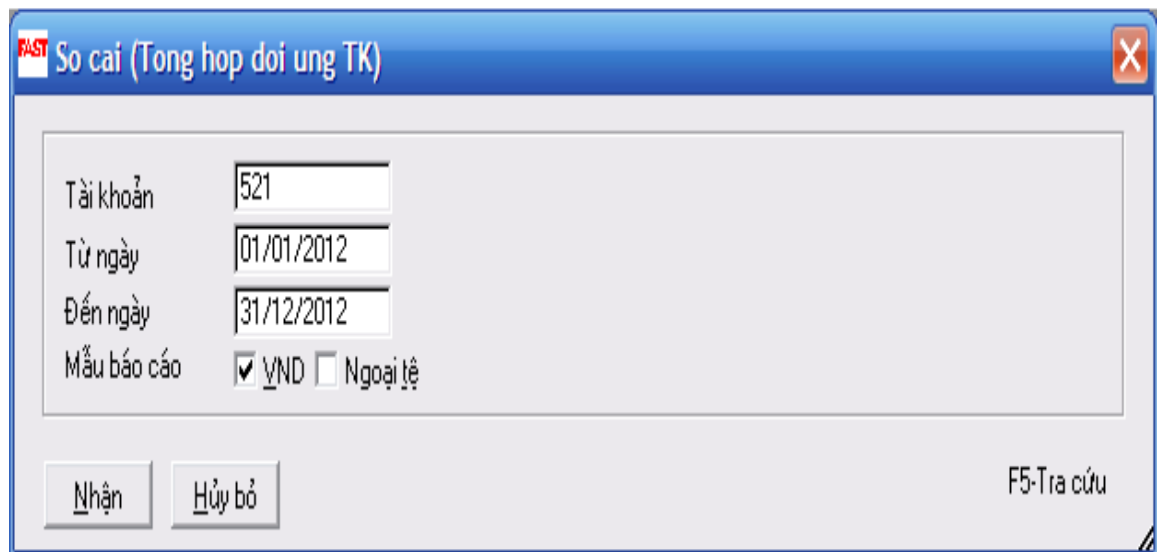 FAST So cai (Tong hop doi ung TK)
Tài khoản 521
Từ ngày 01/01/2012
Đến ngày 31/12/2012
Mẫu báo cáo VND Ngoại tệ
Nhận Hủy bỏ F5-Tra cứu